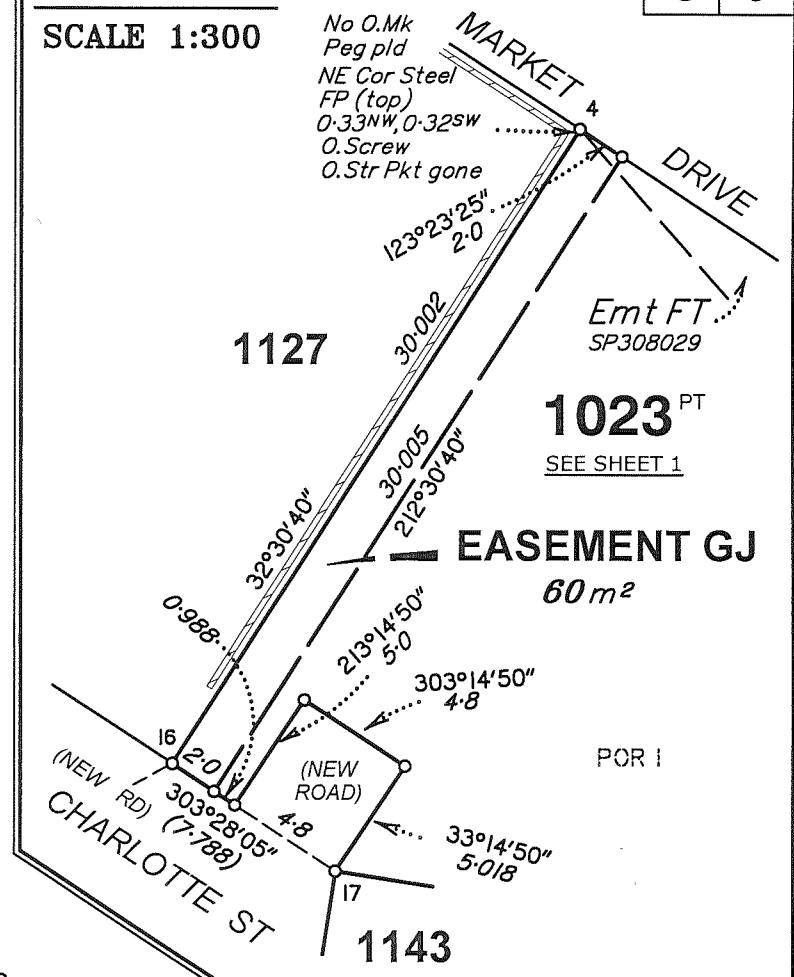 SCALE 1:300
No O.Mk
Peg pld
NE Cor Steel
FP (top)
0·33NW, 0·32SW
O.Screw
O.Str Pkt gone
MARKET DRIVE
4
123°23'25"
2·0
Emt FT
SP308029
1127
30·002
32°30'40"
30·005
212°30'40"
1023 PT
SEE SHEET 1
EASEMENT GJ
60 m²
0·988
213°14'50"
5·0
303°14'50"
4·8
16
2·0
(NEW ROAD)
POR 1
(NEW RD)
303°28'05"
(7·788)
4·8
33°14'50"
5·018
CHARLOTTE ST
17
1143